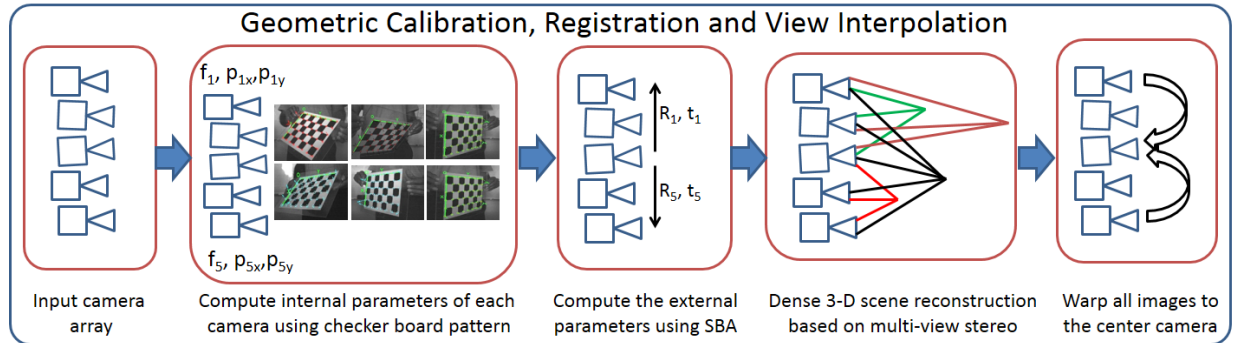 Geometric Calibration, Registration and View Interpolation
f1, p1x,p1y
f5, p5x,p5y
R1, t1
R5, t5
Input camera
array
Compute internal parameters of each
camera using checker board pattern
Compute the external
parameters using SBA
Dense 3-D scene reconstruction
based on multi-view stereo
Warp all images to
the center camera